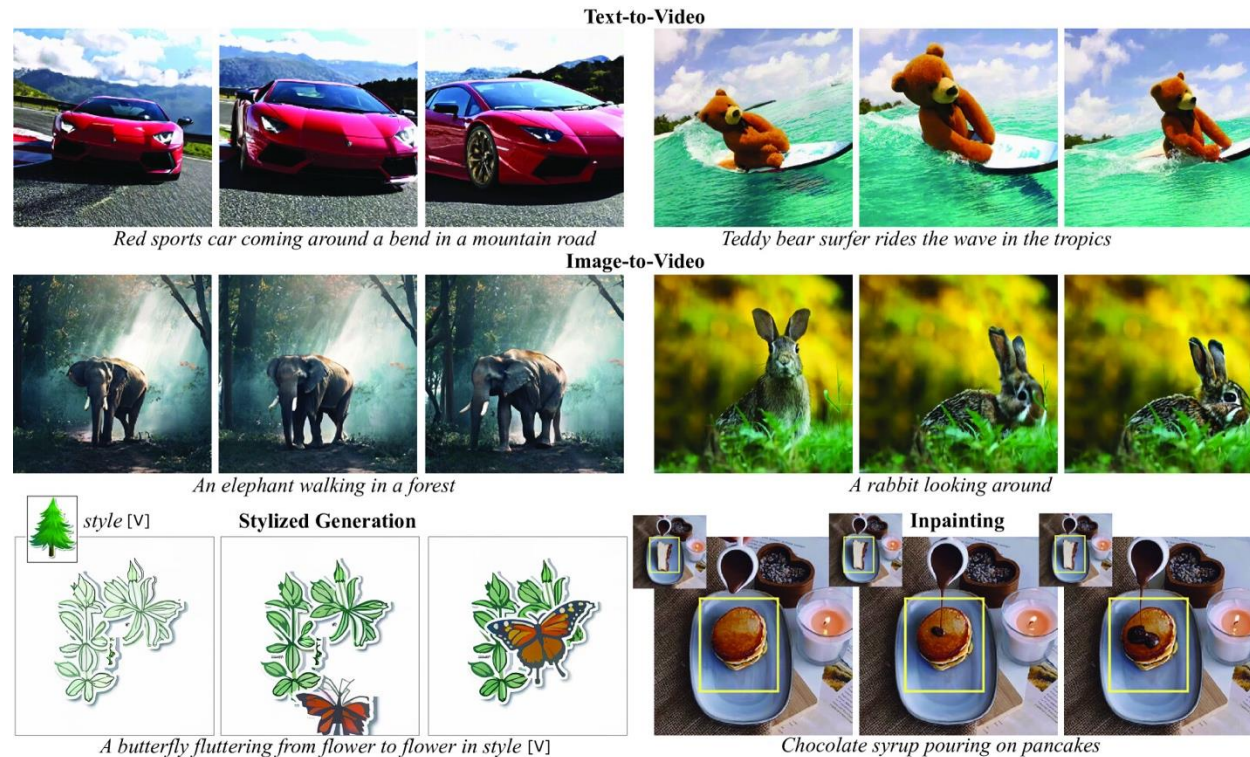 Text-to-Video
Red sports car coming around a bend in a mountain road
Teddy bear surfer rides the wave in the tropics
Image-to-Video
An elephant walking in a forest
A rabbit looking around
style [V]
Stylized Generation
Inpainting
A butterfly fluttering from flower to flower in style [V]
Chocolate syrup pouring on pancakes